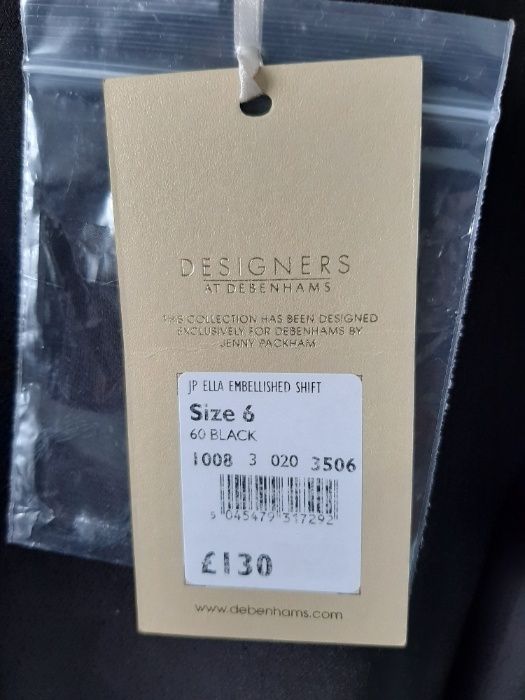 DESIGNERS
AT DEBENHAMS
THIS COLLECTION HAS BEEN DESIGNED
EXCLUSIVELY FOR DEBENHAMS BY
JENNY PACKHAM
JP ELLA EMBELLISHED SHIFT
Size 6
60 BLACK
1008 3 020 3506
5 045479 317292
£130
www.debenhams.com